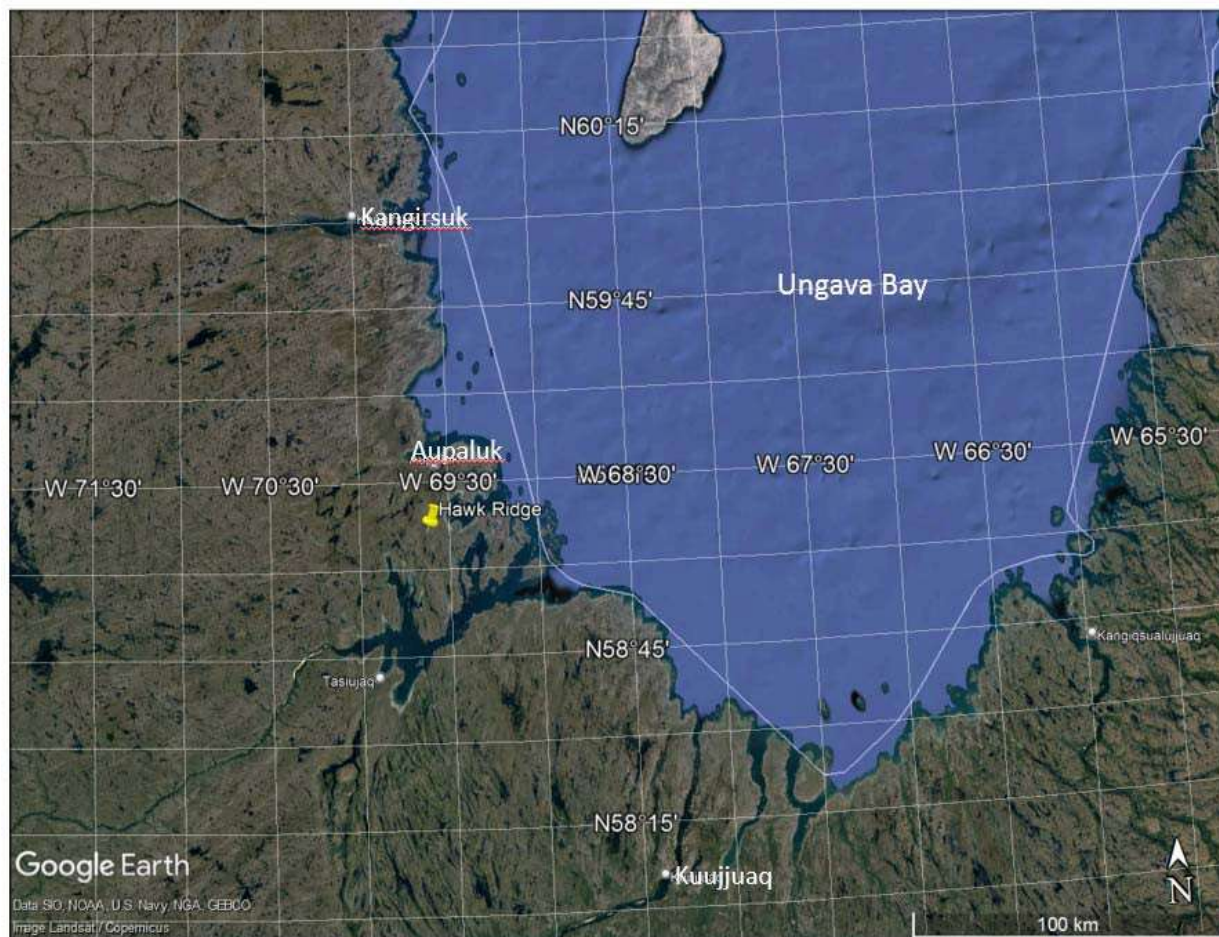 N60°15'
Kangirsuk
Ungava Bay
N59°45'
Aupaluk
W 71°30'
W 70°30'
W 69°30'
W 68°30'
W 67°30'
W 66°30'
W 65°30'
Hawk Ridge
N58°45'
Kangiqsualujjuaq
Tasiujaq
N58°15'
Google Earth
Kuujjuaq
N
Data SIO, NOAA, U.S. Navy, NGA, GEBCO
Image Landsat / Copernicus
100 km